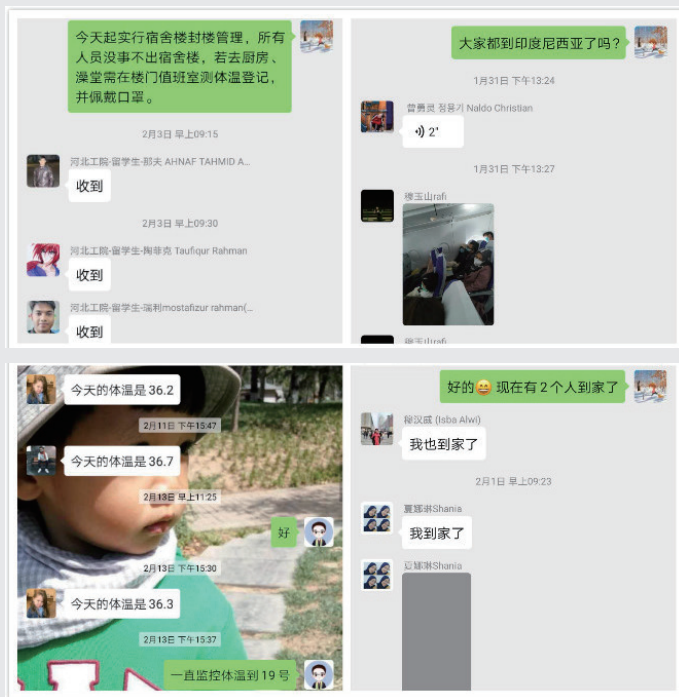 今天起实行宿舍楼封楼管理，所有
人员没事不出宿舍楼，若去厨房、
澡堂需在楼门值班室测体温登记，
并佩戴口罩。
2月3日 早上09:15
河北工院-留学生-那夫 AHNAF TAHMID A...
收到
2月3日 早上09:30
河北工院-留学生-陶菲克 Taufiqur Rahman
收到
河北工院-留学生-瑞利mostafizur rahman(...
收到
大家都到印度尼西亚了吗？
1月31日 下午13:24
曾勇灵 정용기 Naldo Christian
2"
1月31日 下午13:27
穆玉山rafi
穆玉山rafi
今天的体温是 36.2
2月11日 下午15:47
今天的体温是 36.7
2月13日 早上11:25
好
2月13日 下午15:30
今天的体温是 36.3
2月13日 下午15:37
一直监控体温到 19 号
好的😄 现在有 2 个人到家了
穆汉威 (Isba Alwi)
我也到家了
2月1日 早上09:23
夏娜琳Shania
我到家了
夏娜琳Shania